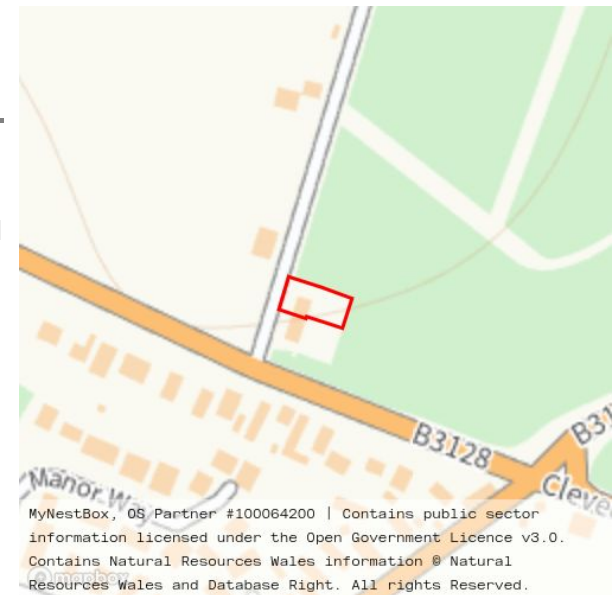 B3128
B31
Cleve
Manor Way
MyNestBox, OS Partner #100064200 | Contains public sector
information licensed under the Open Government Licence v3.0.
Contains Natural Resources Wales information © Natural
Resources Wales and Database Right. All rights Reserved.
mapbox